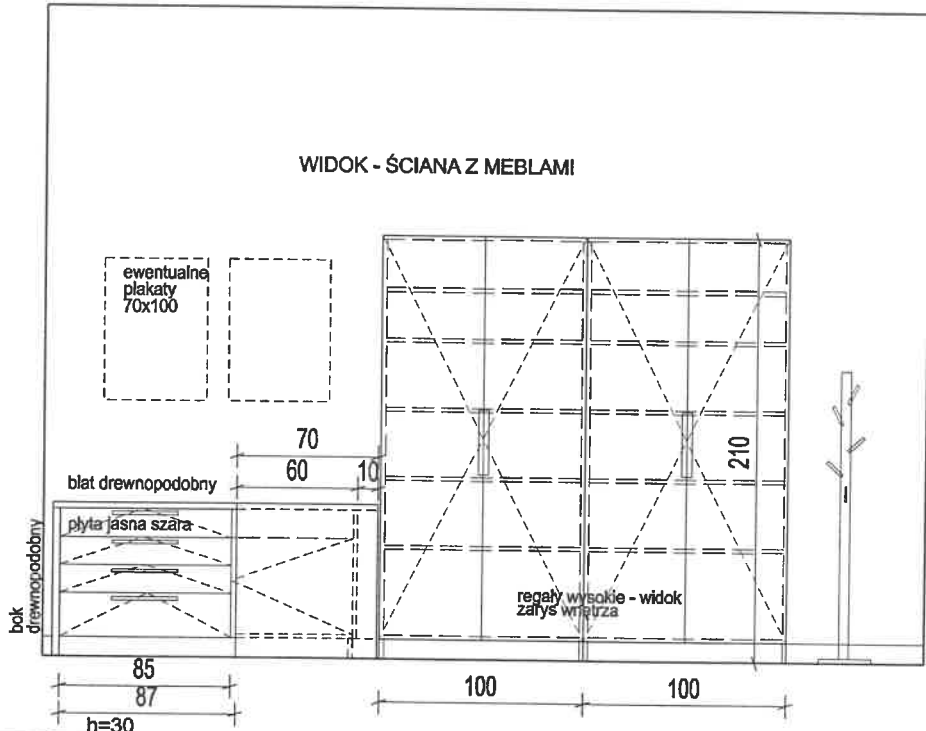 WIDOK - ŚCIANA Z MEBLAMI
ewentualne
plakaty
70x100
70
60
10
210
blat drewnopodobny
płyta jasna szara
bok
drewnopodobny
regały wysokie - widok
zarys wnętrza
85
87
100
100
h=30